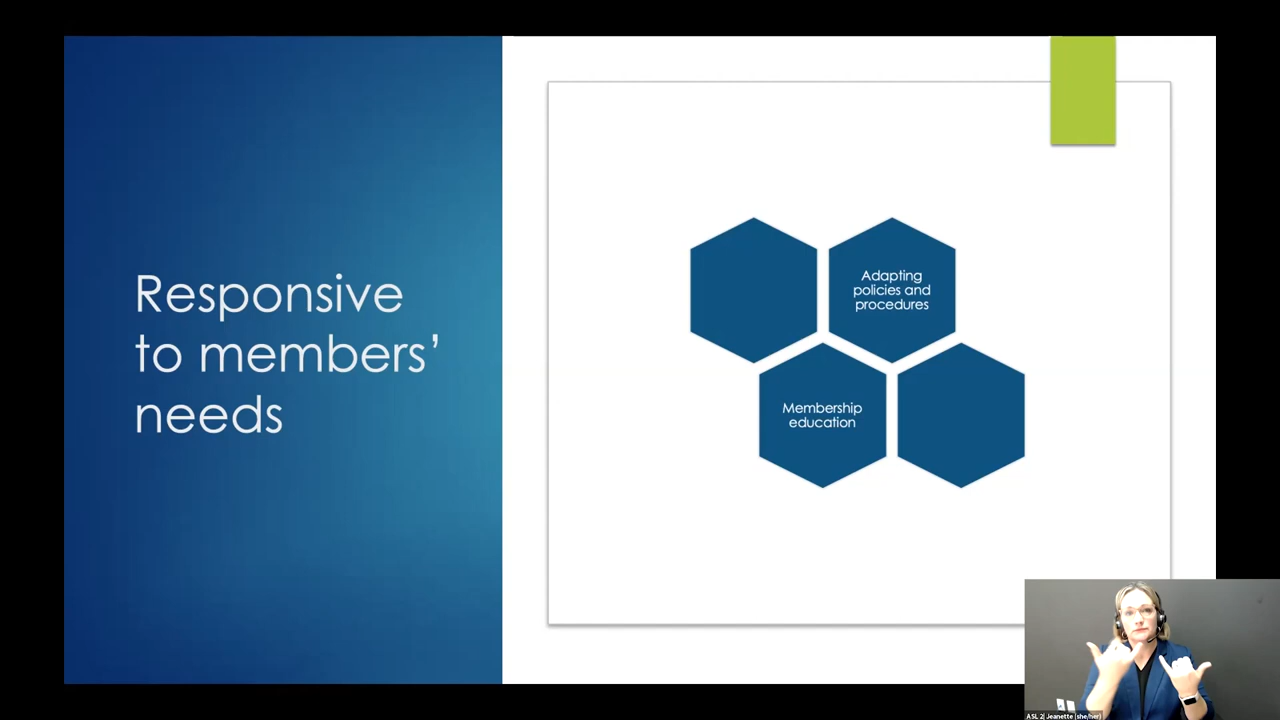 Responsive
to members’
needs
Adapting
policies and
procedures
Membership
education
ASL 2| Jeanette (she/her)